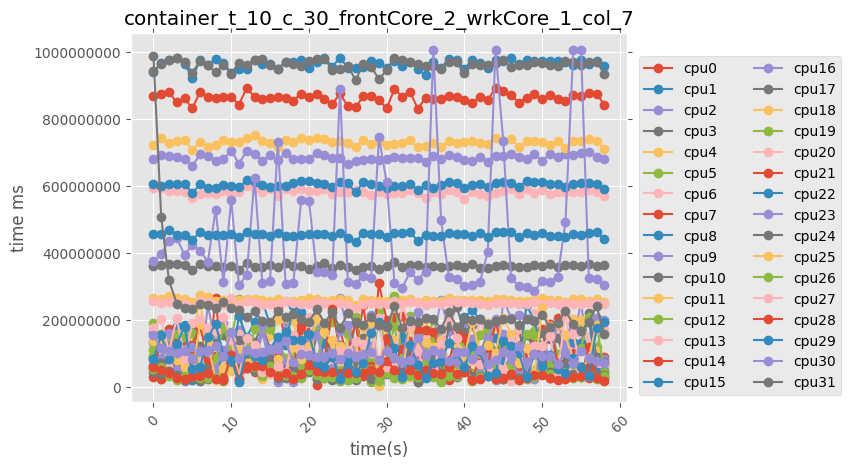 container_t_10_c_30_frontCore_2_wrkCore_1_col_7
1000000000
800000000
600000000
400000000
200000000
0
time ms
0 10 20 30 40 50 60
time(s)
cpu0 cpu16
cpu1 cpu17
cpu2 cpu18
cpu3 cpu19
cpu4 cpu20
cpu5 cpu21
cpu6 cpu22
cpu7 cpu23
cpu8 cpu24
cpu9 cpu25
cpu10 cpu26
cpu11 cpu27
cpu12 cpu28
cpu13 cpu29
cpu14 cpu30
cpu15 cpu31